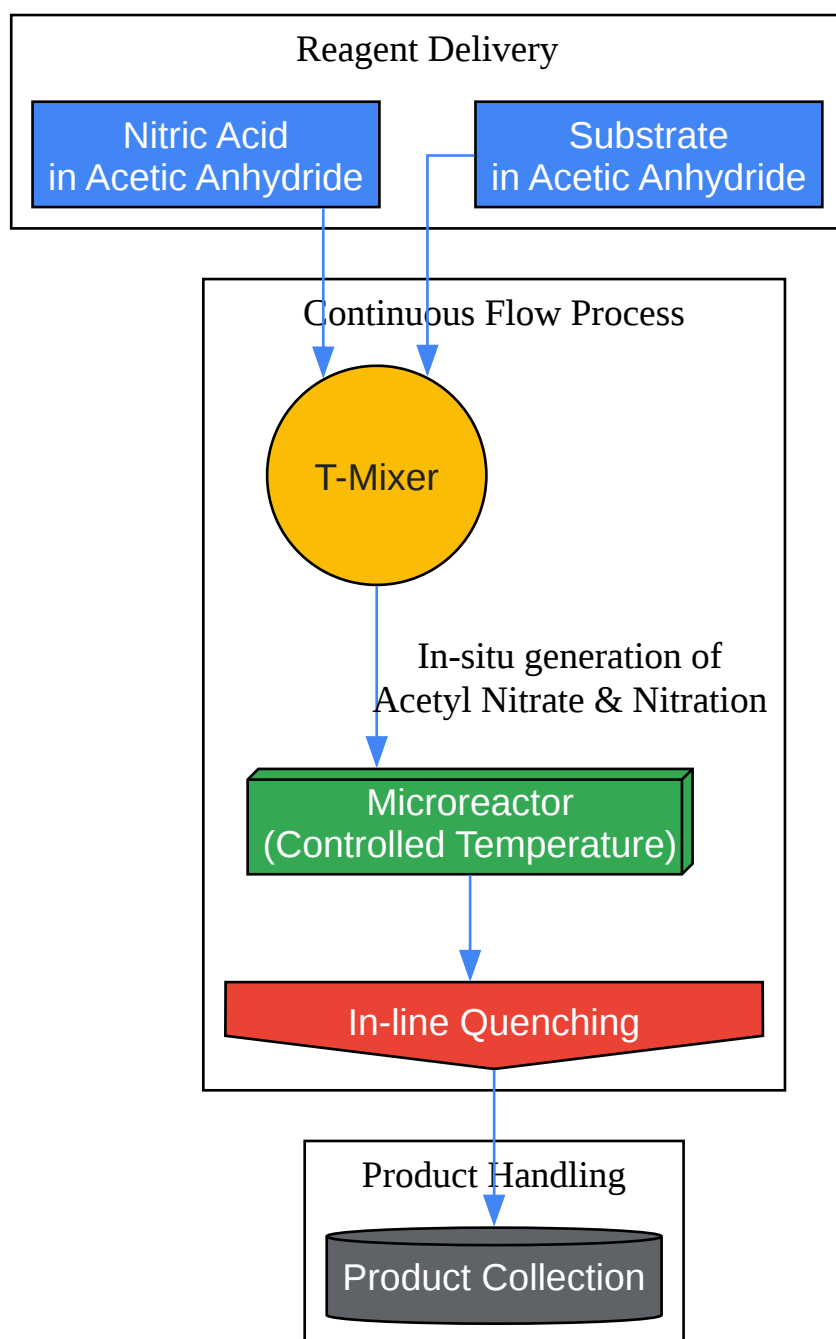 Reagent Delivery
Nitric Acid
in Acetic Anhydride
Substrate
in Acetic Anhydride
Continuous Flow Process
T-Mixer
In-situ generation of
Acetyl Nitrate & Nitration
Microreactor
(Controlled Temperature)
In-line Quenching
Product Handling
Product Collection